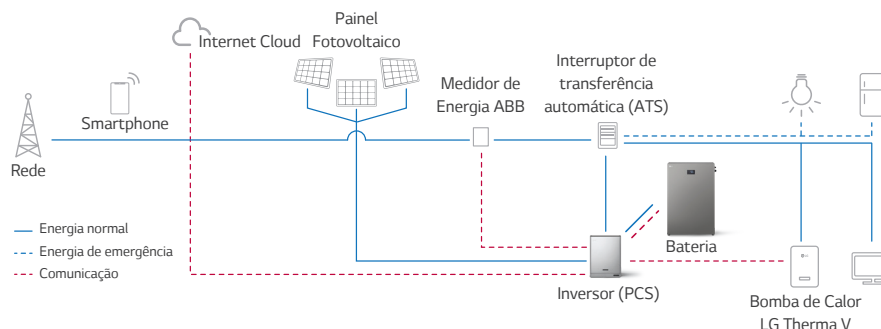 Painel
Fotovoltaico
Internet Cloud
Interruptor de
transferência
automática (ATS)
Medidor de
Energia ABB
Smartphone
Rede
Energia normal
Energia de emergência
Comunicação
Bateria
Inversor (PCS)
Bomba de Calor
LG Therma V